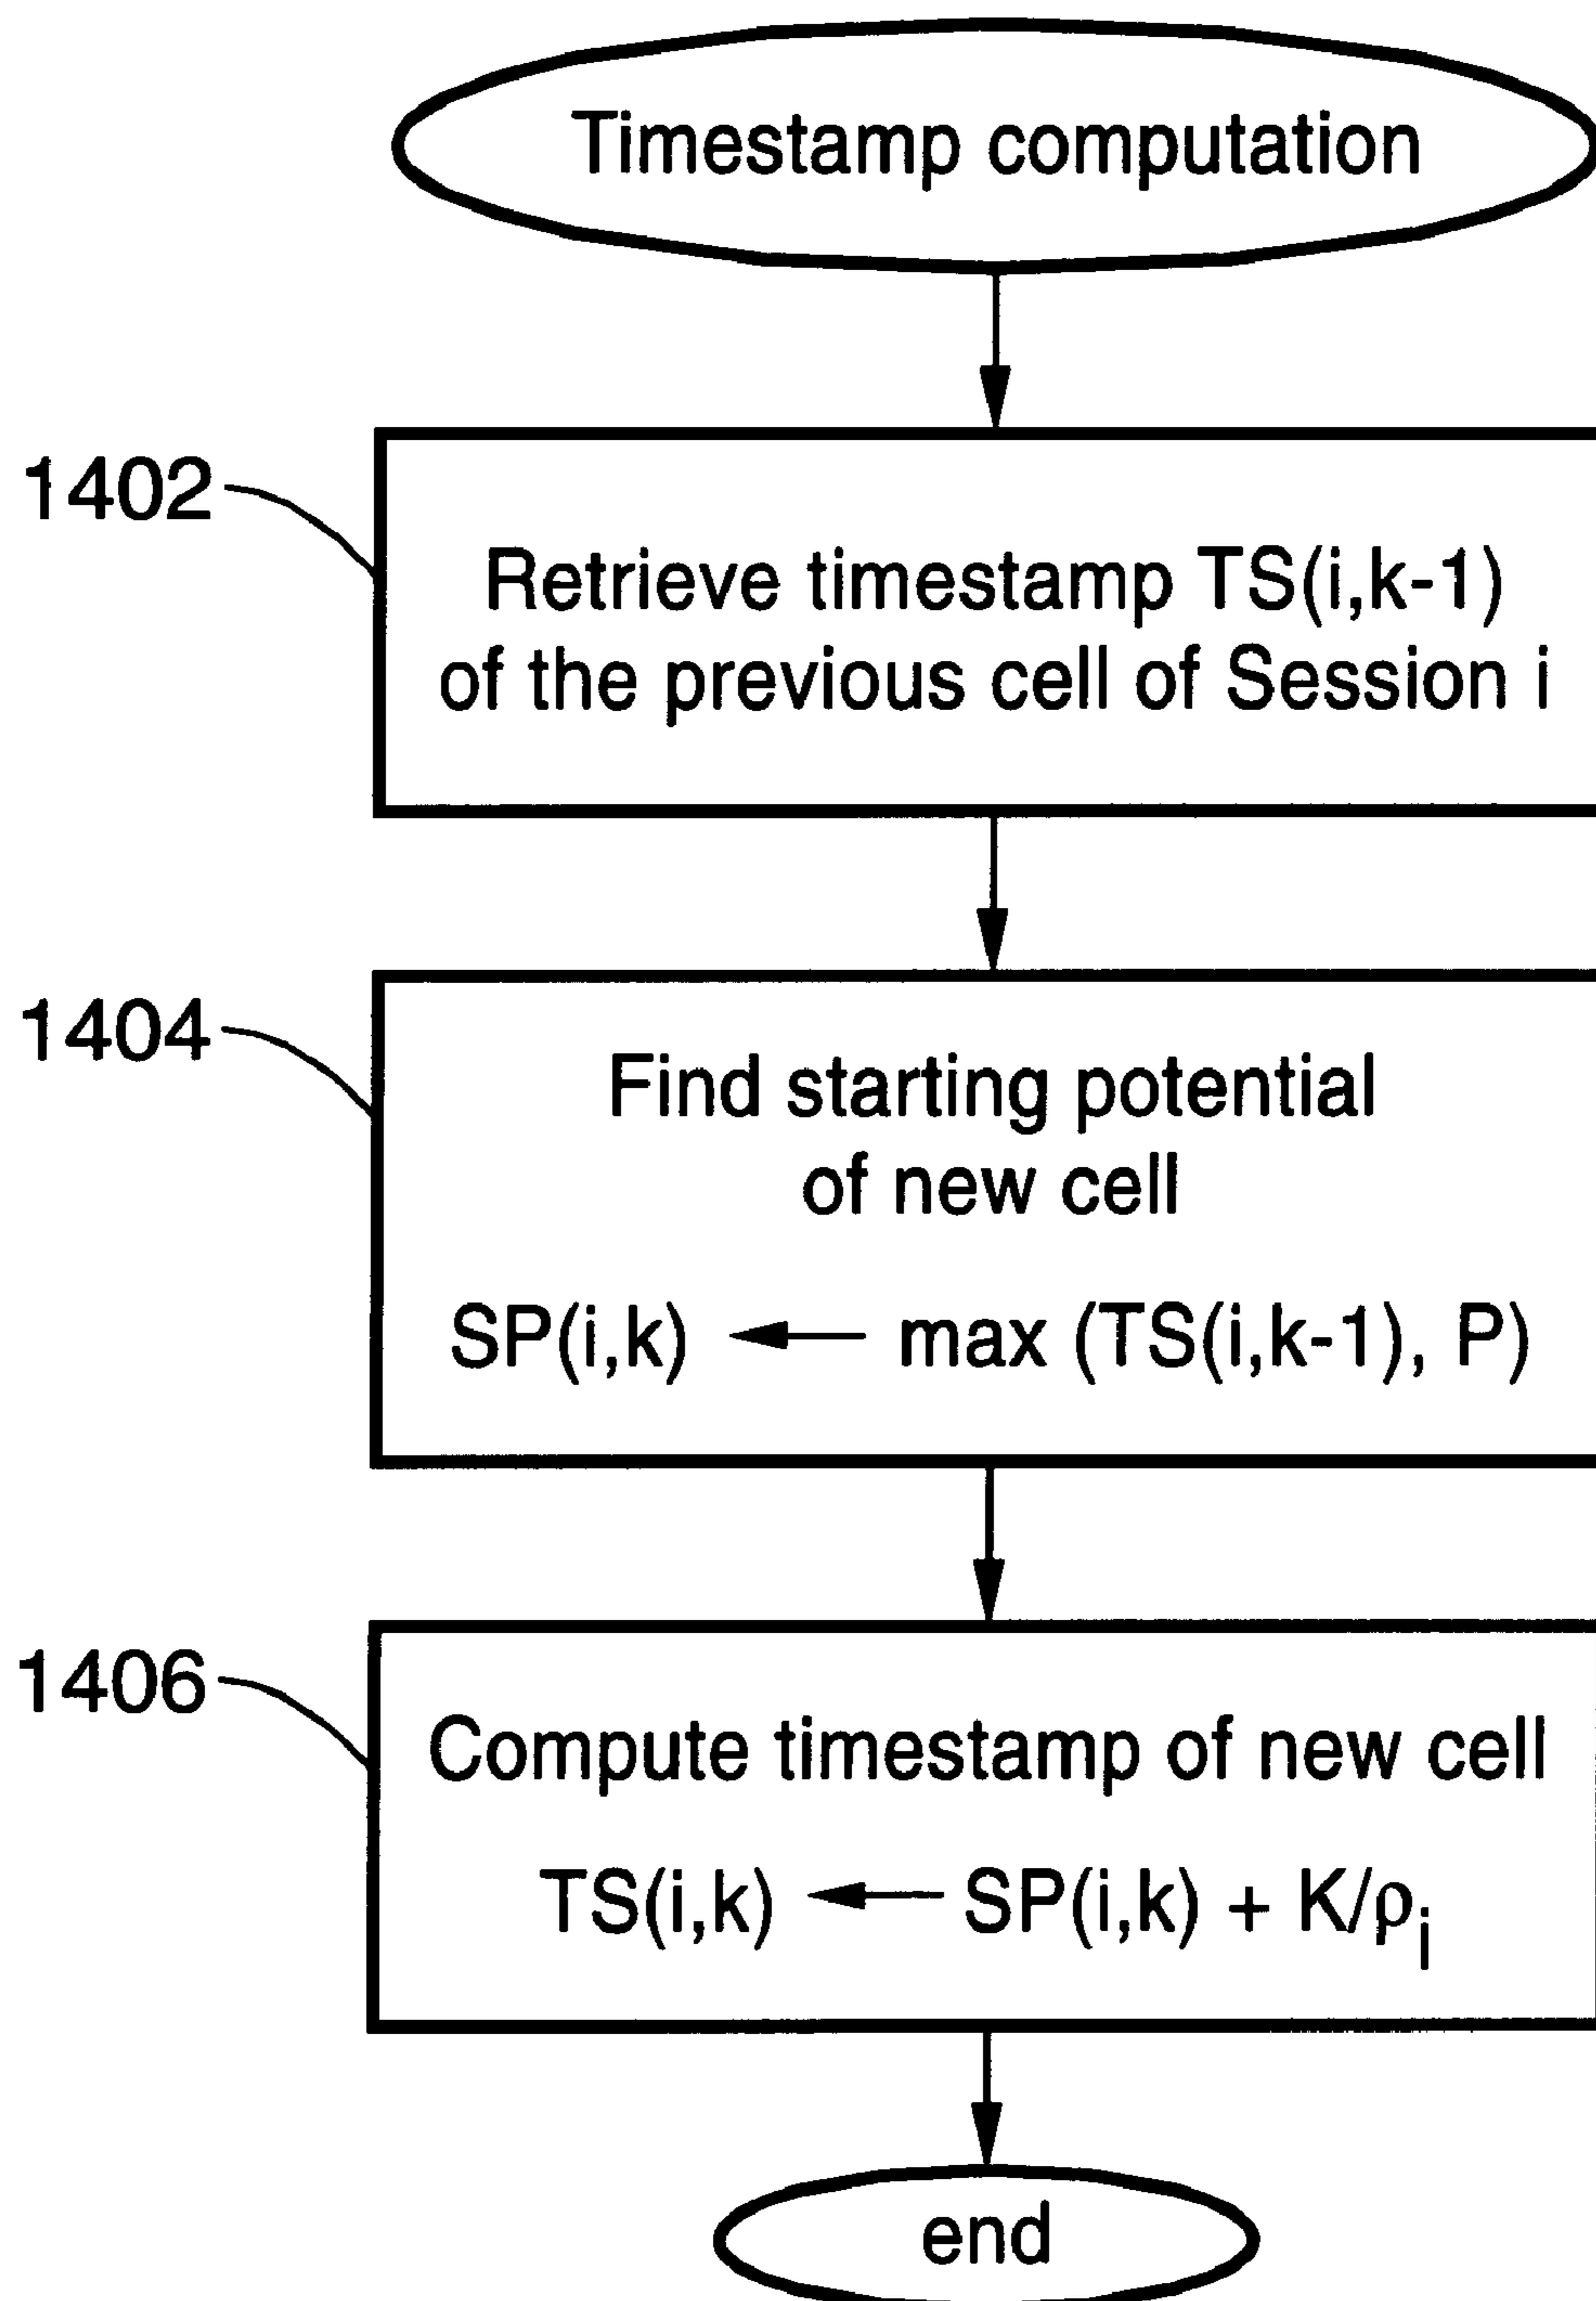 Timestamp computation
1402
Retrieve timestamp TS(i,k-1)
of the previous cell of Session i
1404
Find starting potential
of new cell
SP(i,k) ← max (TS(i,k-1), P)
1406
Compute timestamp of new cell
TS(i,k) ← SP(i,k) + K/ρi
end